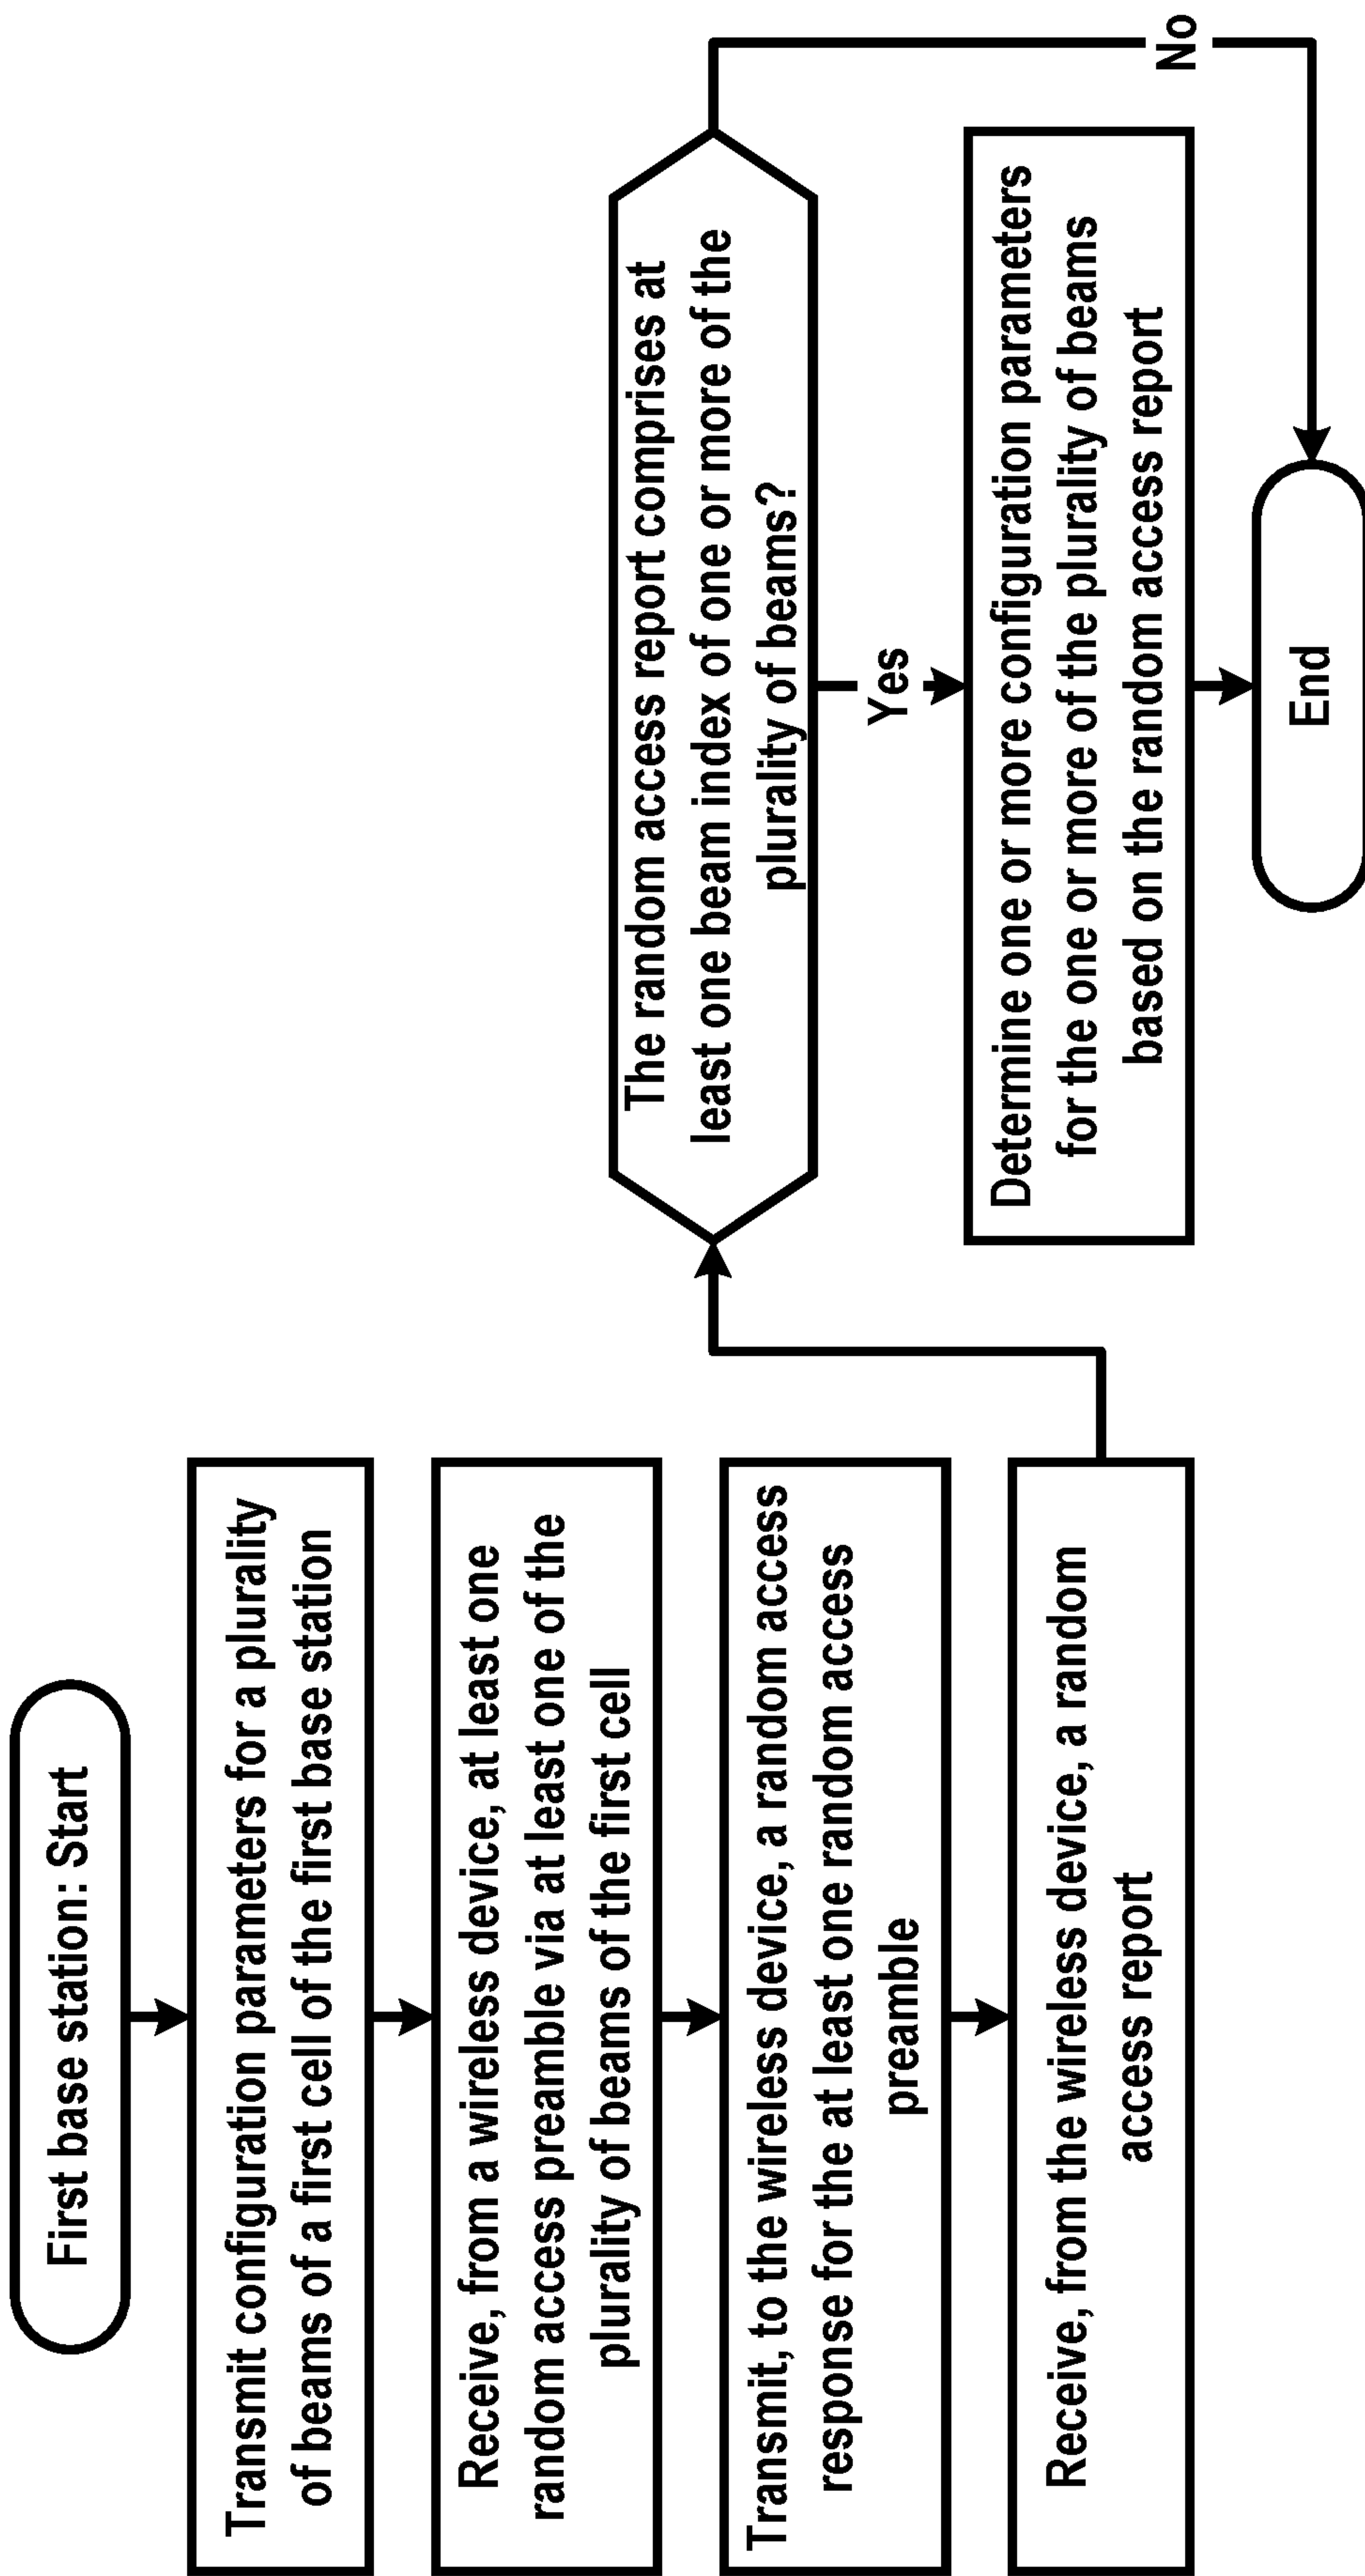 First base station: Start
Transmit configuration parameters for a plurality
of beams of a first cell of the first base station
Receive, from a wireless device, at least one
random access preamble via at least one of the
plurality of beams of the first cell
Transmit, to the wireless device, a random access
response for the at least one random access
preamble
Receive, from the wireless device, a random
access report
The random access report comprises at
least one beam index of one or more of the
plurality of beams?
Yes
No
Determine one or more configuration parameters
for the one or more of the plurality of beams
based on the random access report
End